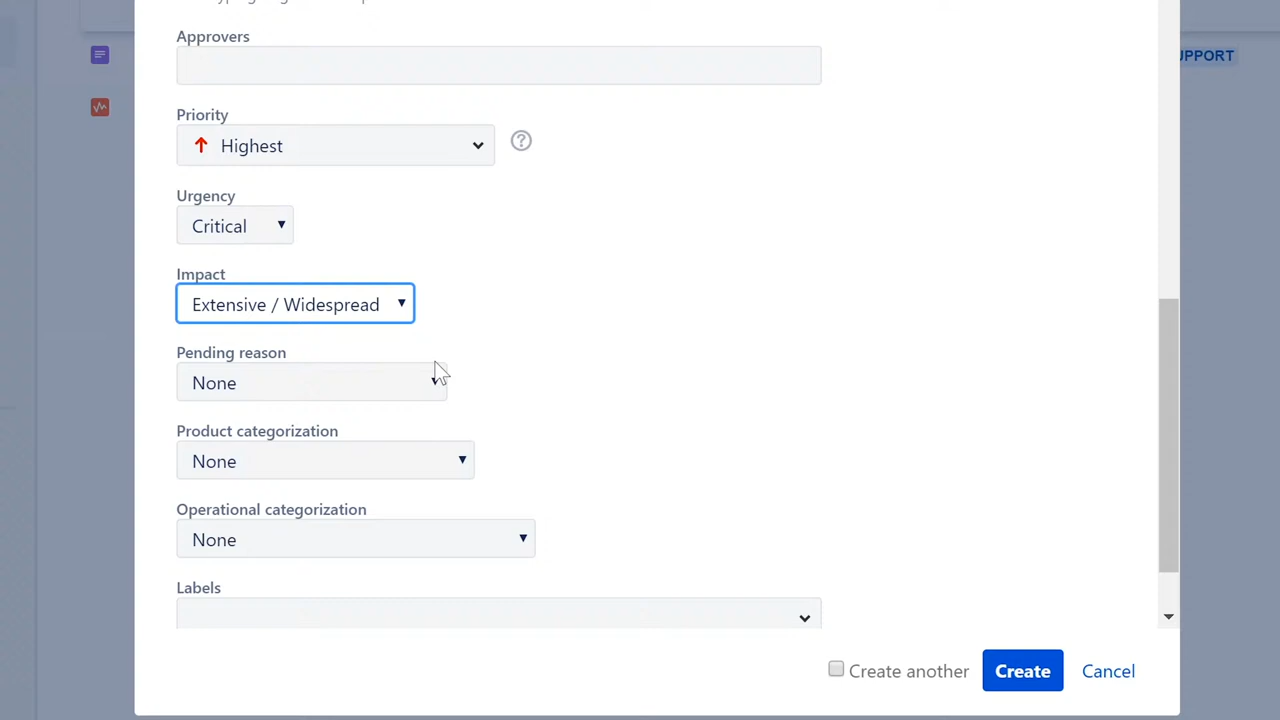 Approvers
UPPORT
Priority
Highest
Urgency
Critical
Impact
Extensive / Widespread
Pending reason
None
Product categorization
None
Operational categorization
None
Labels
Create another
Create
Cancel